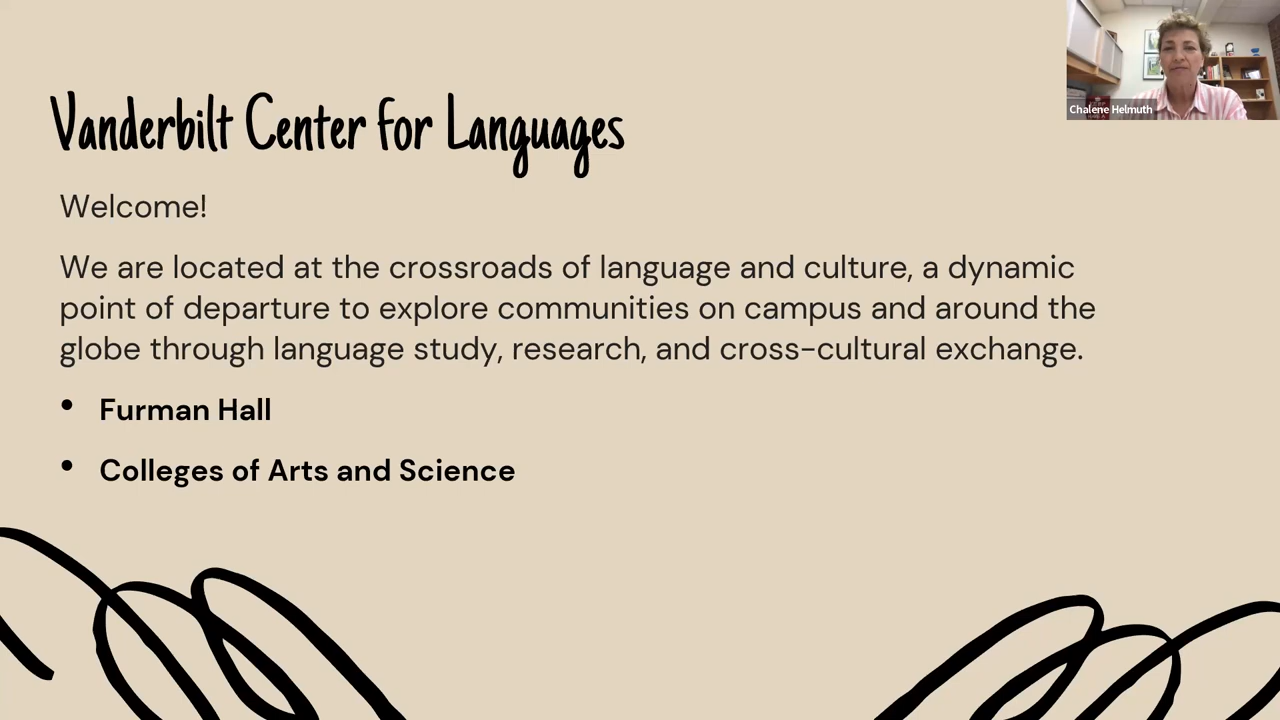 Vanderbilt Center for Languages
Chalene Helmuth
Welcome!
We are located at the crossroads of language and culture, a dynamic
point of departure to explore communities on campus and around the
globe through language study, research, and cross-cultural exchange.
• Furman Hall
• Colleges of Arts and Science